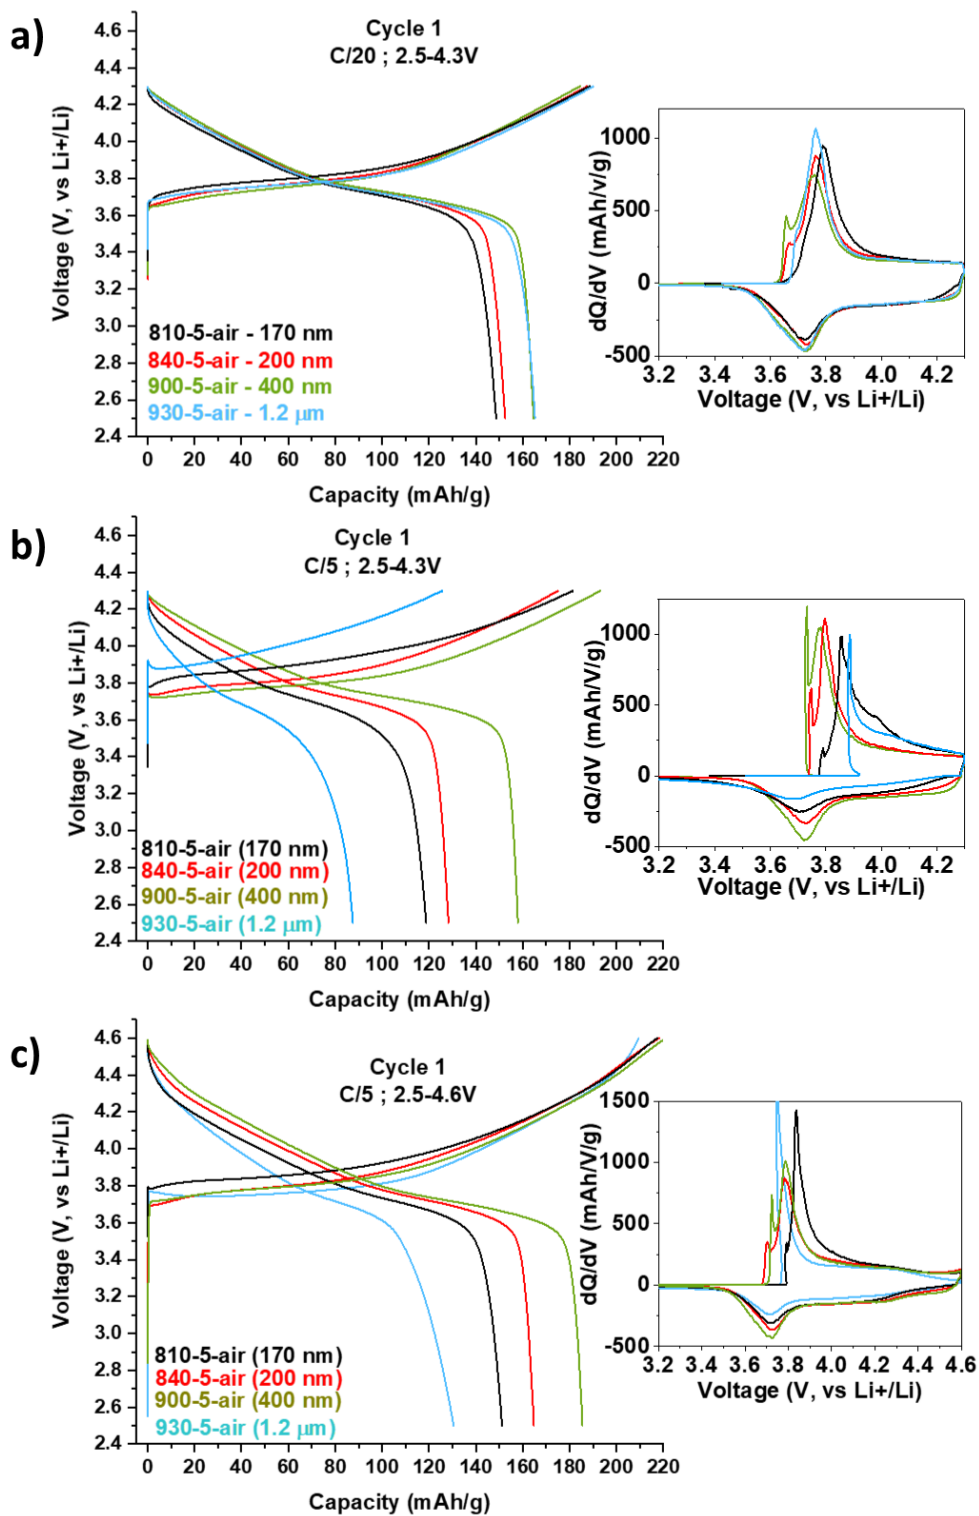 a)
Cycle 1
C/20 ; 2.5-4.3V
4.6
4.4
4.2
4.0
3.8
3.6
3.4
3.2
3.0
2.8
2.6
2.4
Voltage (V, vs Li+/Li)
810-5-air - 170 nm
840-5-air - 200 nm
900-5-air - 400 nm
930-5-air - 1.2 µm
0 20 40 60 80 100 120 140 160 180 200 220
Capacity (mAh/g)
1000
500
0
-500
dQ/dV (mAh/v/g)
3.2 3.4 3.6 3.8 4.0 4.2
Voltage (V, vs Li+/Li)
b)
Cycle 1
C/5 ; 2.5-4.3V
4.6
4.4
4.2
4.0
3.8
3.6
3.4
3.2
3.0
2.8
2.6
2.4
Voltage (V, vs Li+/Li)
810-5-air (170 nm)
840-5-air (200 nm)
900-5-air (400 nm)
930-5-air (1.2 µm)
0 20 40 60 80 100 120 140 160 180 200 220
Capacity (mAh/g)
1000
500
0
-500
dQ/dV (mAh/V/g)
3.2 3.4 3.6 3.8 4.0 4.2
Voltage (V, vs Li+/Li)
c)
Cycle 1
C/5 ; 2.5-4.6V
4.6
4.4
4.2
4.0
3.8
3.6
3.4
3.2
3.0
2.8
2.6
2.4
Voltage (V, vs Li+/Li)
810-5-air (170 nm)
840-5-air (200 nm)
900-5-air (400 nm)
930-5-air (1.2 µm)
0 20 40 60 80 100 120 140 160 180 200 220
Capacity (mAh/g)
1500
1000
500
0
-500
dQ/dV (mAh/V/g)
3.2 3.4 3.6 3.8 4.0 4.2 4.4 4.6
Voltage (V, vs Li+/Li)